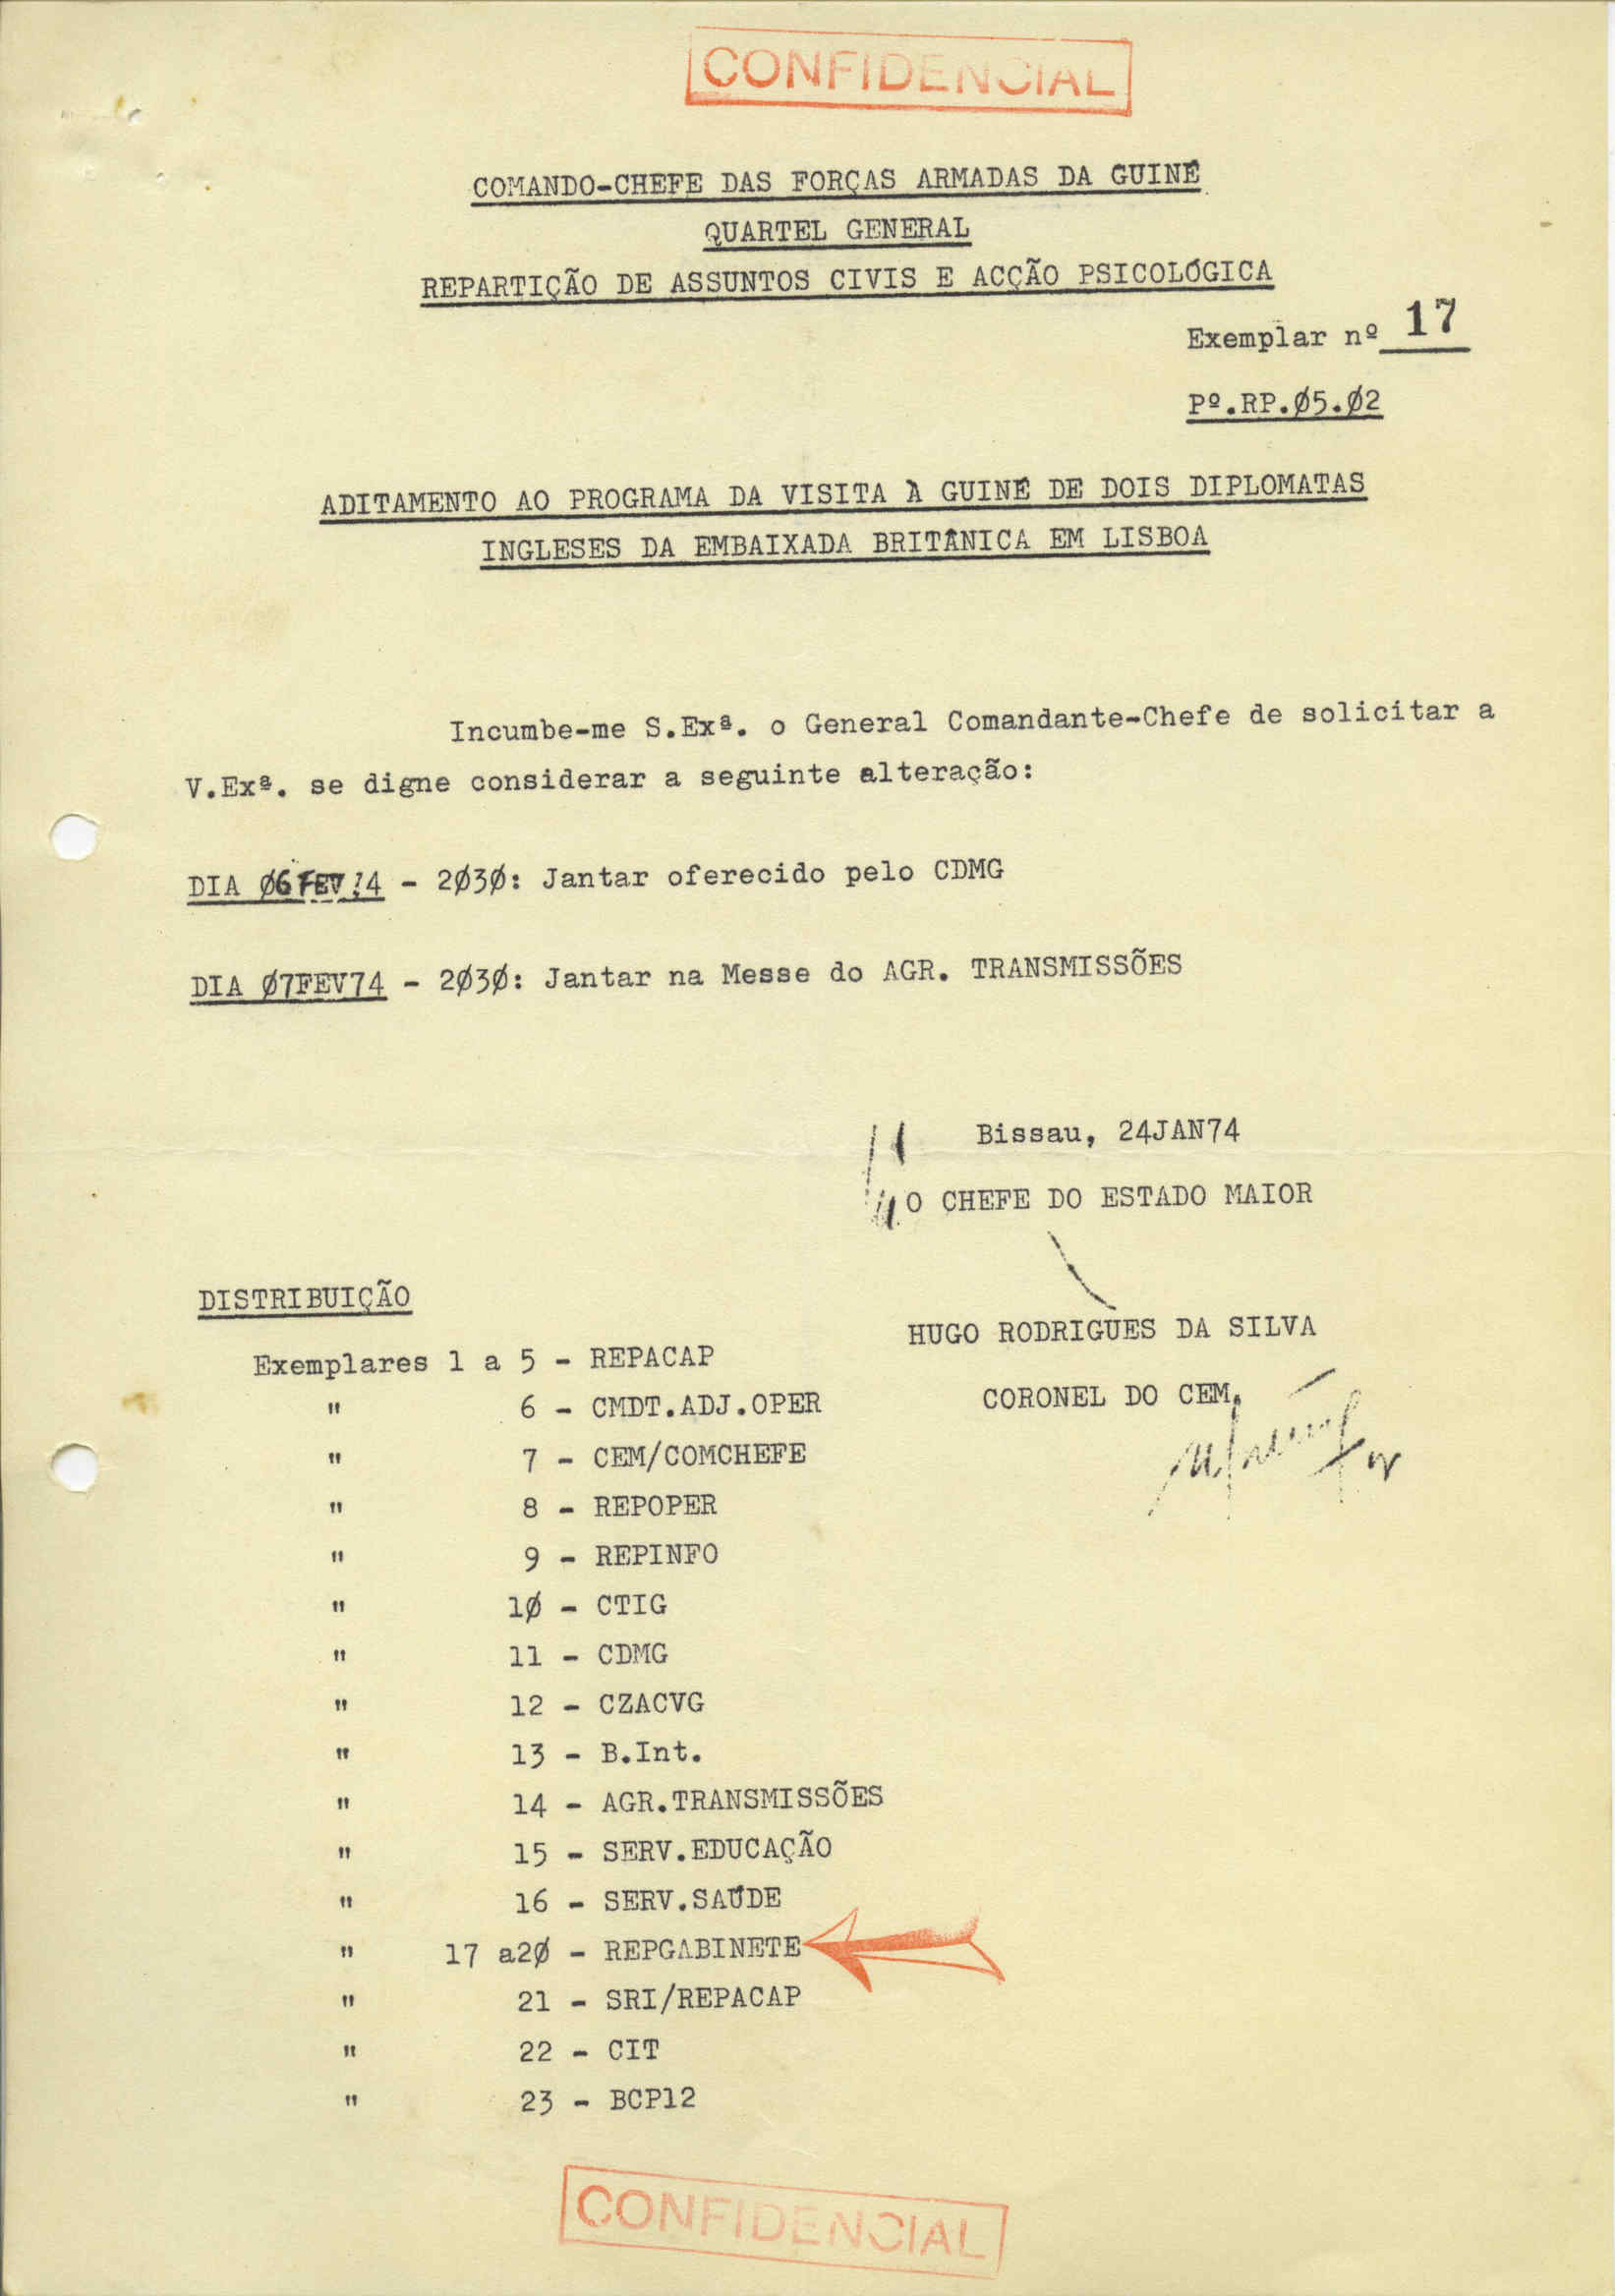 CONFIDENCIAL
COMANDO-CHEFE DAS FORÇAS ARMADAS DA GUINÉ
QUARTEL GENERAL
REPARTIÇÃO DE ASSUNTOS CIVIS E ACÇÃO PSICOLÓGICA
Exemplar nº 17
Pº.RP.Ø5.Ø2
ADITAMENTO AO PROGRAMA DA VISITA À GUINÉ DE DOIS DIPLOMATAS
INGLESES DA EMBAIXADA BRITÂNICA EM LISBOA
Incumbe-me S.Exª. o General Comandante-Chefe de solicitar a
V.Exª. se digne considerar a seguinte alteração:
DIA Ø6FEV74 - 2Ø3Ø: Jantar oferecido pelo CDMG
DIA Ø7FEV74 - 2Ø3Ø: Jantar na Messe do AGR. TRANSMISSÕES
Bissau, 24JAN74
O CHEFE DO ESTADO MAIOR
HUGO RODRIGUES DA SILVA
CORONEL DO CEM.
DISTRIBUIÇÃO
Exemplares 1 a 5 - REPACAP
" 6 - CMDT.ADJ.OPER
" 7 - CEM/COMCHEFE
" 8 - REPOPER
" 9 - REPINFO
" 1Ø - CTIG
" 11 - CDMG
" 12 - CZACVG
" 13 - B.Int.
" 14 - AGR.TRANSMISSÕES
" 15 - SERV.EDUCAÇÃO
" 16 - SERV.SAÚDE
" 17 a2Ø - REPGABINETE
" 21 - SRI/REPACAP
" 22 - CIT
" 23 - BCP12
CONFIDENCIAL